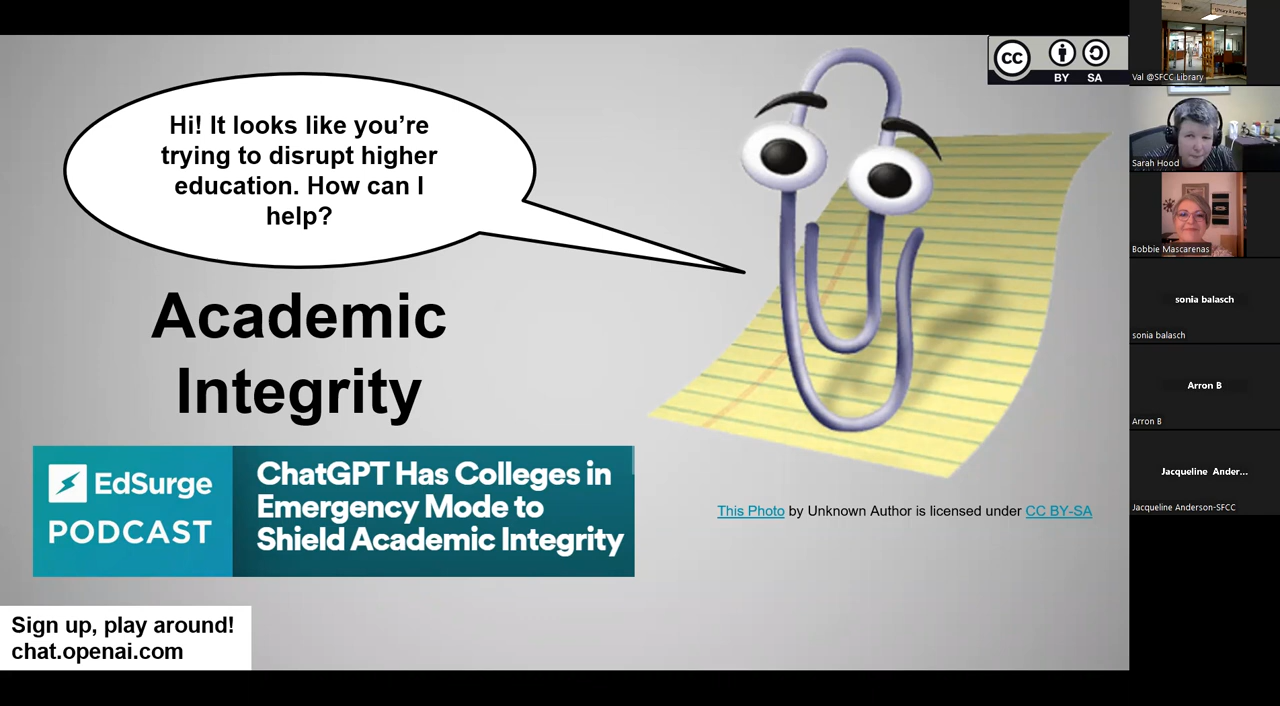 Hi! It looks like you’re
trying to disrupt higher
education. How can I
help?
Academic
Integrity
EdSurge
PODCAST
ChatGPT Has Colleges in
Emergency Mode to
Shield Academic Integrity
Sign up, play around!
chat.openai.com
cc
BY SA
This Photo by Unknown Author is licensed under CC BY-SA
Val @SFCC Library
Sarah Hood
Bobbie Mascarenas
sonia balasch
sonia balasch
Arron B
Arron B
Jacqueline Ander...
Jacqueline Anderson-SFCC